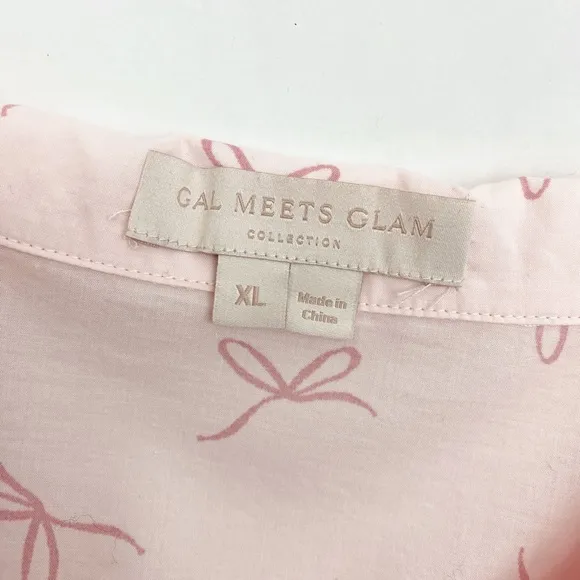 GAL MEETS GLAM
COLLECTION
XL
Made in
China